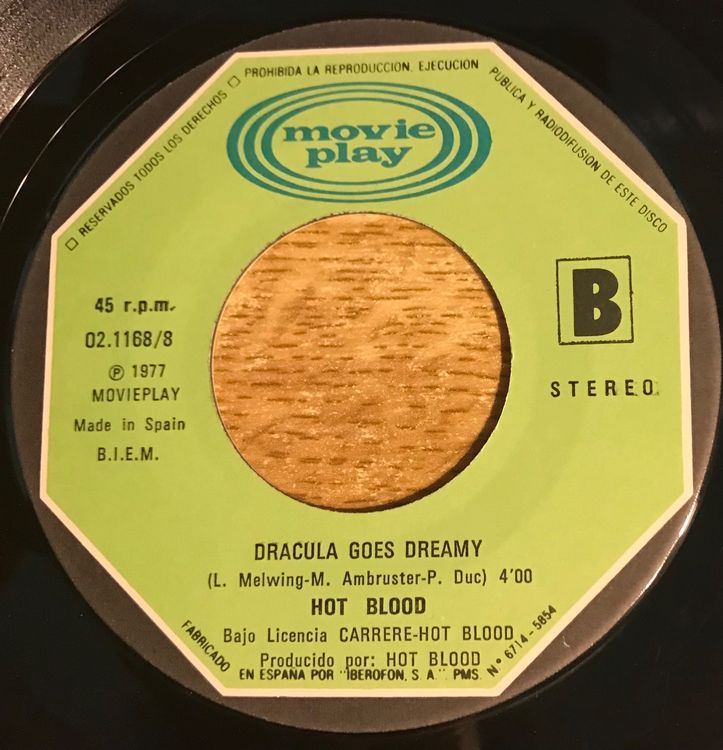 □ RESERVADOS TODOS LOS DERECHOS □ PROHIBIDA LA REPRODUCCION, EJECUCION PUBLICA Y RADIODIFUSION DE ESTE DISCO
movie
play
45 r.p.m.
02.1168/8
℗ 1977
MOVIEPLAY
Made in Spain
B.I.E.M.
B
STEREO
DRACULA GOES DREAMY
(L. Melwing-M. Ambruster-P. Duc) 4'00
HOT BLOOD
Bajo Licencia CARRERE-HOT BLOOD
Producido por: HOT BLOOD
FABRICADO EN ESPAÑA POR "IBEROFON, S. A." PMS. Nº 6714-5854